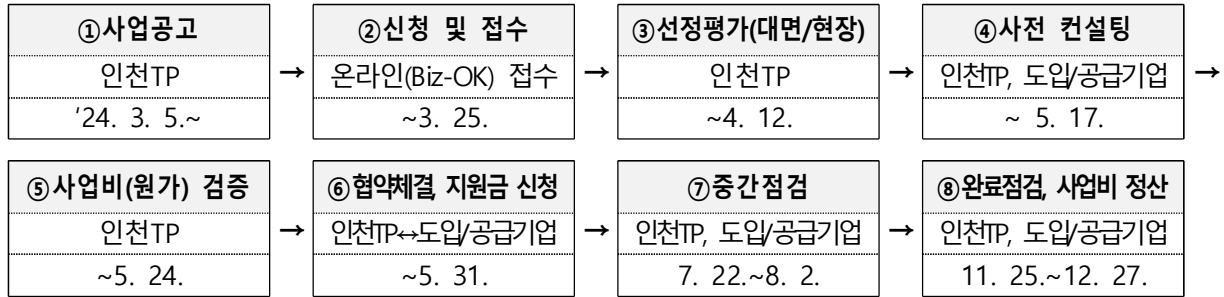 ①사업공고
인천TP
'24. 3. 5.~
→
②신청 및 접수
온라인(Biz-OK) 접수
~3. 25.
→
③선정평가(대면/현장)
인천TP
~4. 12.
→
④사전 컨설팅
인천TP, 도입/공급기업
~ 5. 17.
→
⑤사업비(원가) 검증
인천TP
~5. 24.
→
⑥협약체결, 지원금 신청
인천TP↔도입/공급기업
~5. 31.
→
⑦중간점검
인천TP, 도입/공급기업
7. 22.~8. 2.
→
⑧완료점검, 사업비 정산
인천TP, 도입/공급기업
11. 25.~12. 27.